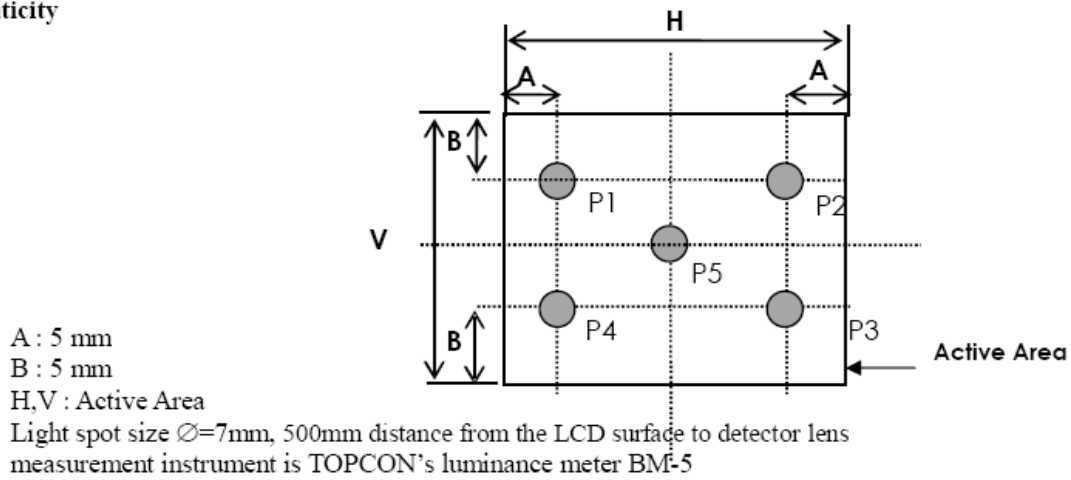 H
A
A
B
P1
P2
V
P5
B
P4
P3
Active Area
A : 5 mm
B : 5 mm
H,V : Active Area
Light spot size ∅=7mm, 500mm distance from the LCD surface to detector lens
measurement instrument is TOPCON's luminance meter BM-5